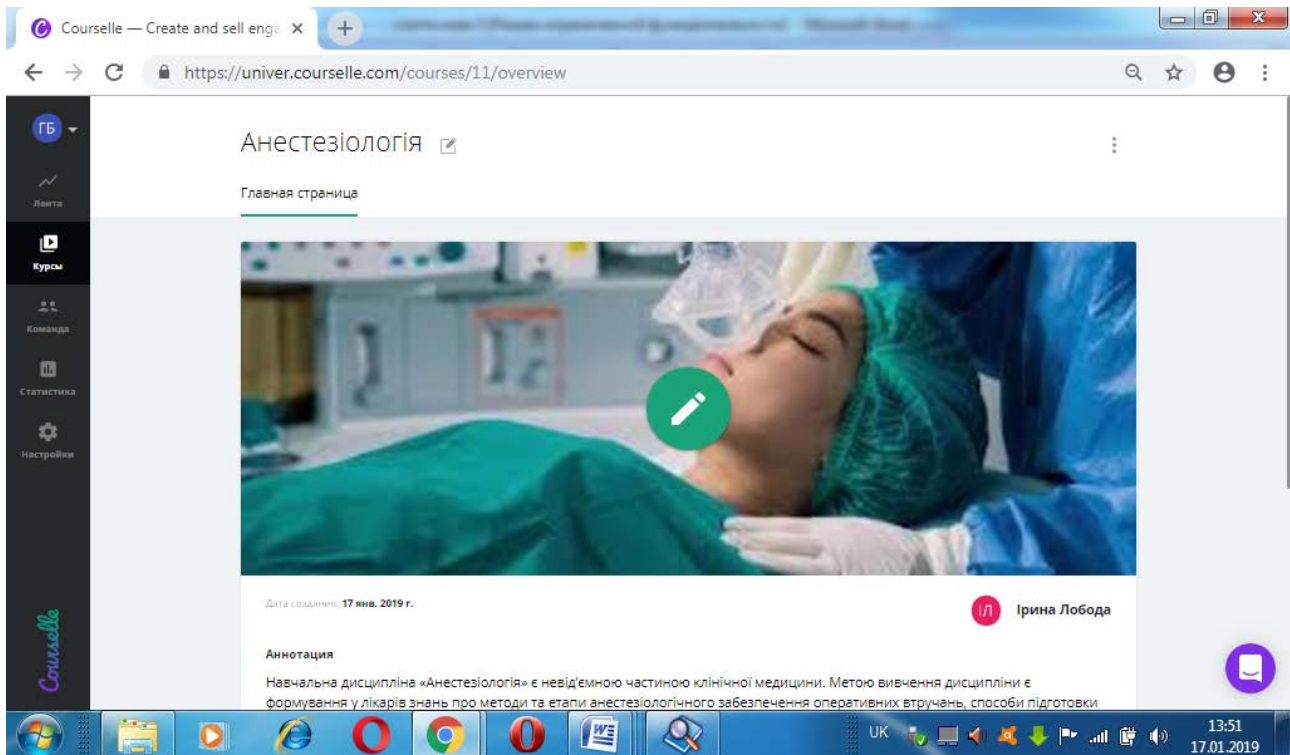 Courselle — Create and sell enga
https://univer.courselle.com/courses/11/overview
ГБ
Лента
Курсы
Команда
Статистика
Настройки
Courselle
Анестезіологія
Главная страница
Дата создания: 17 янв. 2019 г.
ІЛ
Ірина Лобода
Аннотация
Навчальна дисципліна «Анестезіологія» є невід'ємною частиною клінічної медицини. Метою вивчення дисципліни є
формування у лікарів знань про методи та етапи анестезіологічного забезпечення оперативних втручань, способи підготовки
UK
13:51
17.01.2019